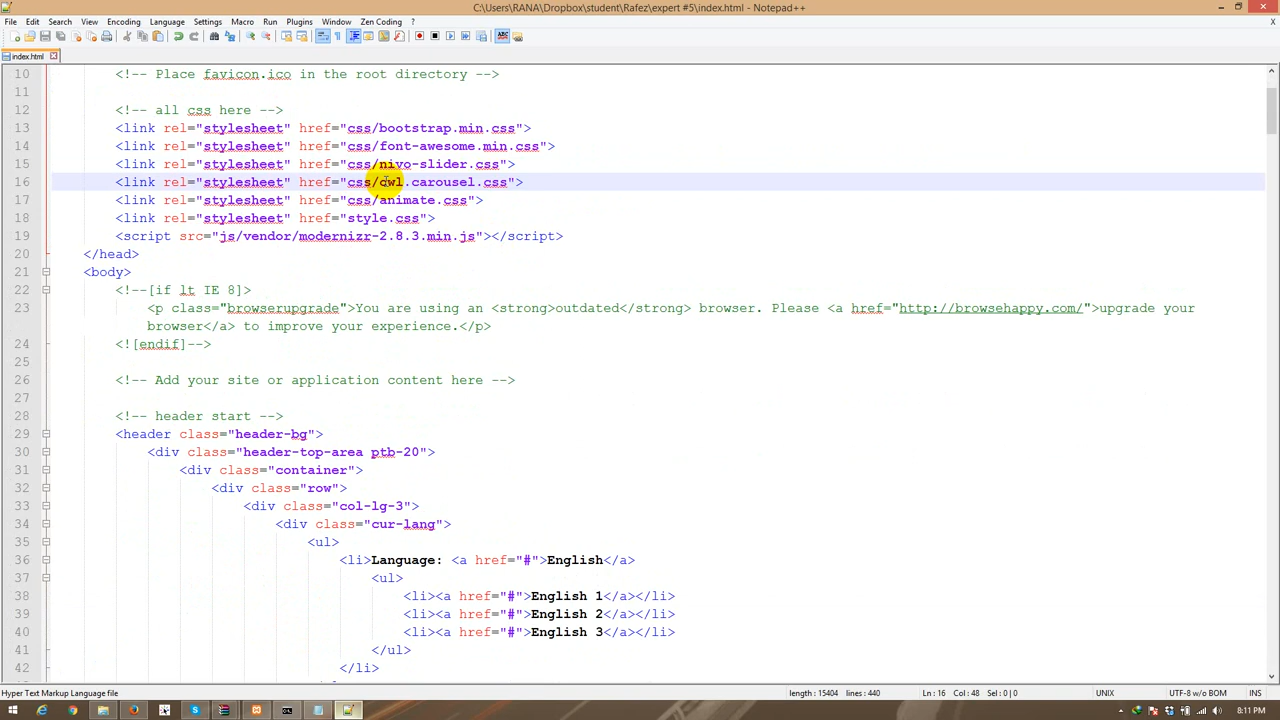 C:\Users\RANA\Dropbox\student\Rafez\expert #5\index.html - Notepad++
File Edit Search View Encoding Language Settings Macro Run Plugins Window Zen Coding ? X
index.html
10 <!-- Place favicon.ico in the root directory -->
11
12 <!-- all css here -->
13 <link rel="stylesheet" href="css/bootstrap.min.css">
14 <link rel="stylesheet" href="css/font-awesome.min.css">
15 <link rel="stylesheet" href="css/nivo-slider.css">
16 <link rel="stylesheet" href="css/owl.carousel.css">
17 <link rel="stylesheet" href="css/animate.css">
18 <link rel="stylesheet" href="style.css">
19 <script src="js/vendor/modernizr-2.8.3.min.js"></script>
20 </head>
21 <body>
22 <!--[if lt IE 8]>
23 <p class="browserupgrade">You are using an <strong>outdated</strong> browser. Please <a href="http://browsehappy.com/">upgrade your
browser</a> to improve your experience.</p>
24 <![endif]-->
25
26 <!-- Add your site or application content here -->
27
28 <!-- header start -->
29 <header class="header-bg">
30 <div class="header-top-area ptb-20">
31 <div class="container">
32 <div class="row">
33 <div class="col-lg-3">
34 <div class="cur-lang">
35 <ul>
36 <li>Language: <a href="#">English</a>
37 <ul>
38 <li><a href="#">English 1</a></li>
39 <li><a href="#">English 2</a></li>
40 <li><a href="#">English 3</a></li>
41 </ul>
42 </li>
Hyper Text Markup Language file length : 15404 lines : 440 Ln : 16 Col : 48 Sel : 0 | 0 UNIX UTF-8 w/o BOM INS
8:11 PM